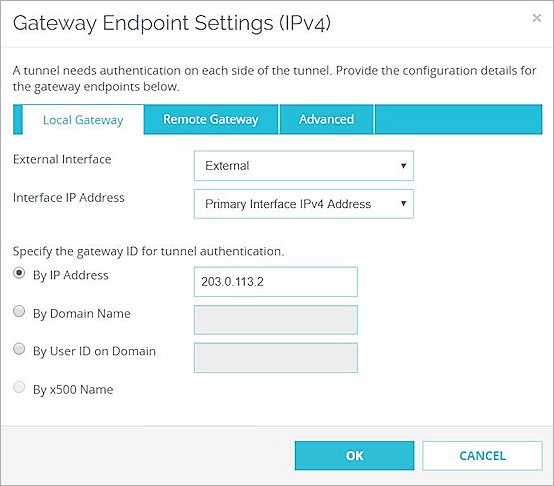 Gateway Endpoint Settings (IPv4)
×
A tunnel needs authentication on each side of the tunnel. Provide the configuration details for
the gateway endpoints below.
Local Gateway Remote Gateway Advanced
External Interface External
Interface IP Address Primary Interface IPv4 Address
Specify the gateway ID for tunnel authentication.
By IP Address 203.0.113.2
By Domain Name
By User ID on Domain
By x500 Name
OK CANCEL